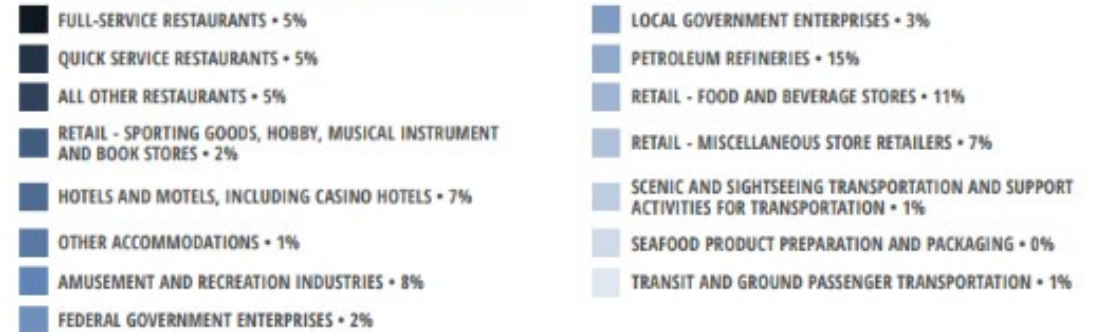 FULL-SERVICE RESTAURANTS • 5%
QUICK SERVICE RESTAURANTS • 5%
ALL OTHER RESTAURANTS • 5%
RETAIL - SPORTING GOODS, HOBBY, MUSICAL INSTRUMENT
AND BOOK STORES • 2%
HOTELS AND MOTELS, INCLUDING CASINO HOTELS • 7%
OTHER ACCOMMODATIONS • 1%
AMUSEMENT AND RECREATION INDUSTRIES • 8%
FEDERAL GOVERNMENT ENTERPRISES • 2%
LOCAL GOVERNMENT ENTERPRISES • 3%
PETROLEUM REFINERIES • 15%
RETAIL - FOOD AND BEVERAGE STORES • 11%
RETAIL - MISCELLANEOUS STORE RETAILERS • 7%
SCENIC AND SIGHTSEEING TRANSPORTATION AND SUPPORT
ACTIVITIES FOR TRANSPORTATION • 1%
SEAFOOD PRODUCT PREPARATION AND PACKAGING • 0%
TRANSIT AND GROUND PASSENGER TRANSPORTATION • 1%